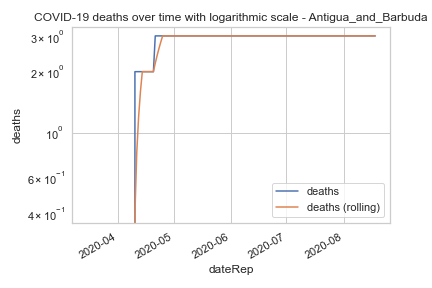 COVID-19 deaths over time with logarithmic scale - Antigua_and_Barbuda
3 × 10⁰
2 × 10⁰
10⁰
6 × 10⁻¹
4 × 10⁻¹
deaths
deaths
deaths (rolling)
2020-04
2020-05
2020-06
2020-07
2020-08
dateRep